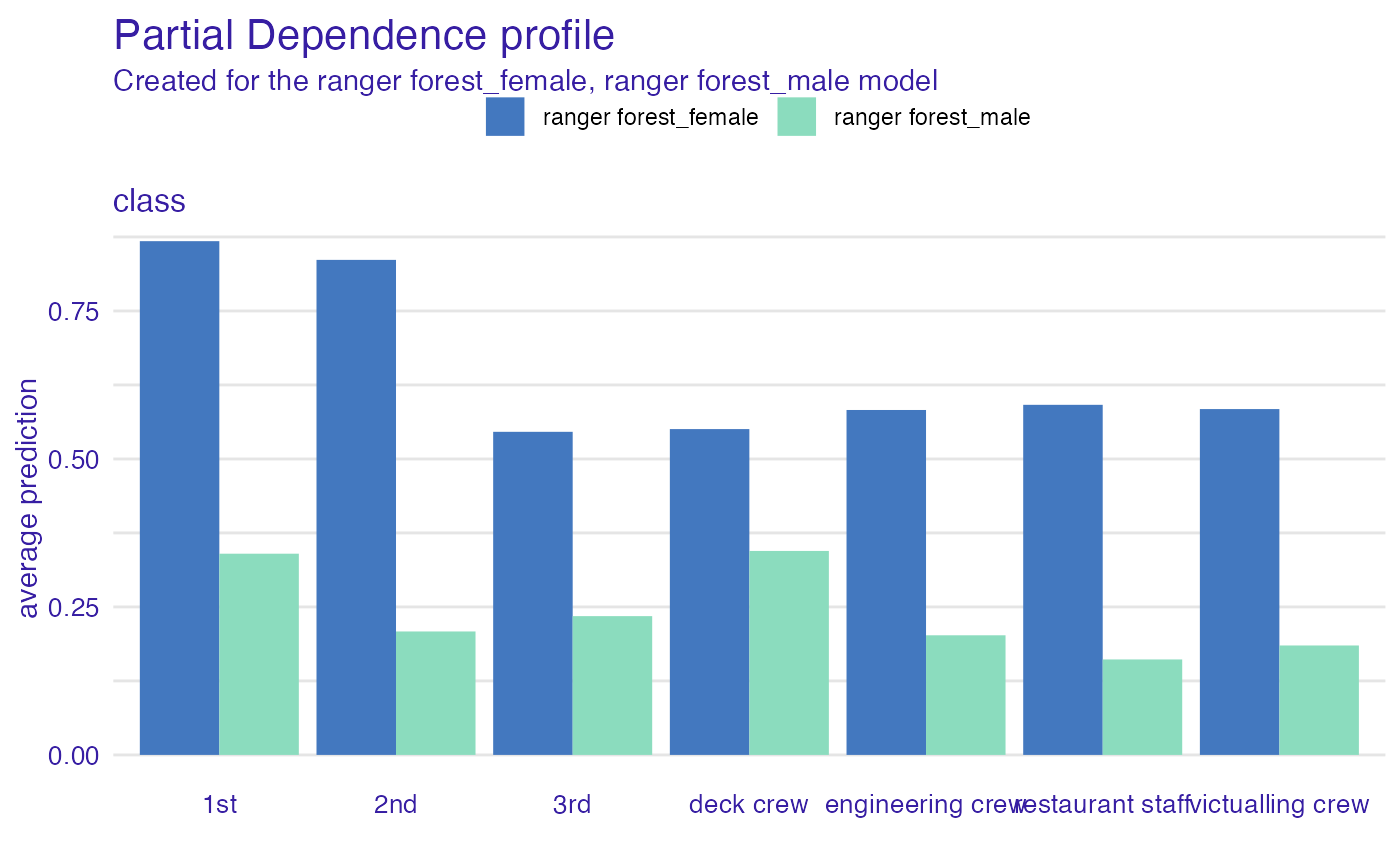 Partial Dependence profile
Created for the ranger forest_female, ranger forest_male model
ranger forest_female ranger forest_male
class
average prediction
0.75
0.50
0.25
0.00
1st 2nd 3rd deck crew engineering crew restaurant staff victualling crew